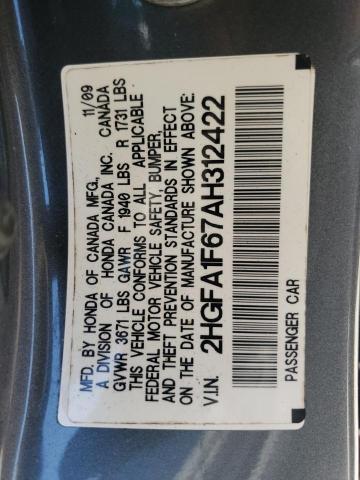 MFD. BY HONDA OF CANADA MFG., 11/09
A DIVISION OF HONDA CANADA INC. CANADA
GVWR 3671 LBS GAWR F 1940 LBS R 1731 LBS
THIS VEHICLE CONFORMS TO ALL APPLICABLE
FEDERAL MOTOR VEHICLE SAFETY, BUMPER,
AND THEFT PREVENTION STANDARDS IN EFFECT
ON THE DATE OF MANUFACTURE SHOWN ABOVE:
V.I.N. 2HGFA1F67AH312422
PASSENGER CAR